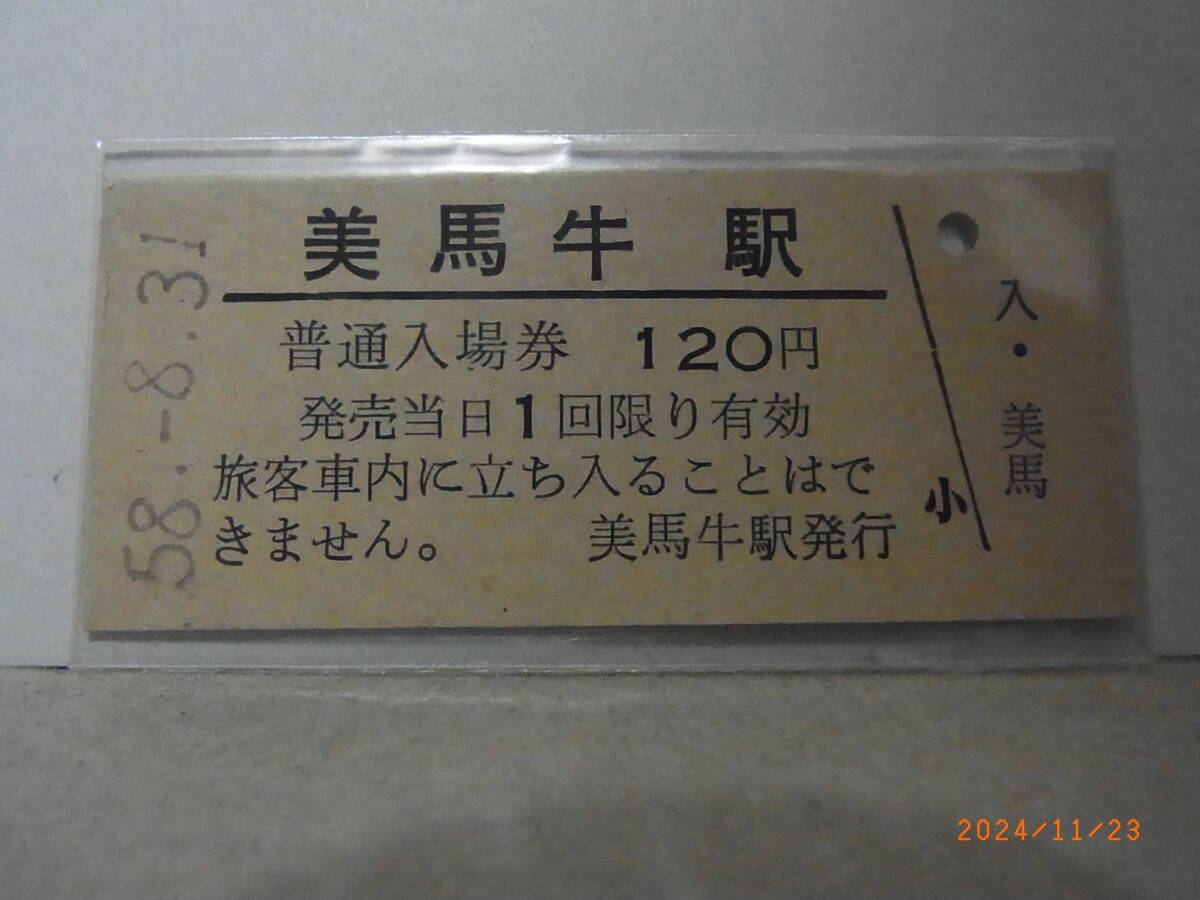 美馬牛駅
普通入場券 120円
発売当日1回限り有効
旅客車内に立ち入ることはで
きません。 美馬牛駅発行
小
入・美馬
58.-8.31
2024/11/23